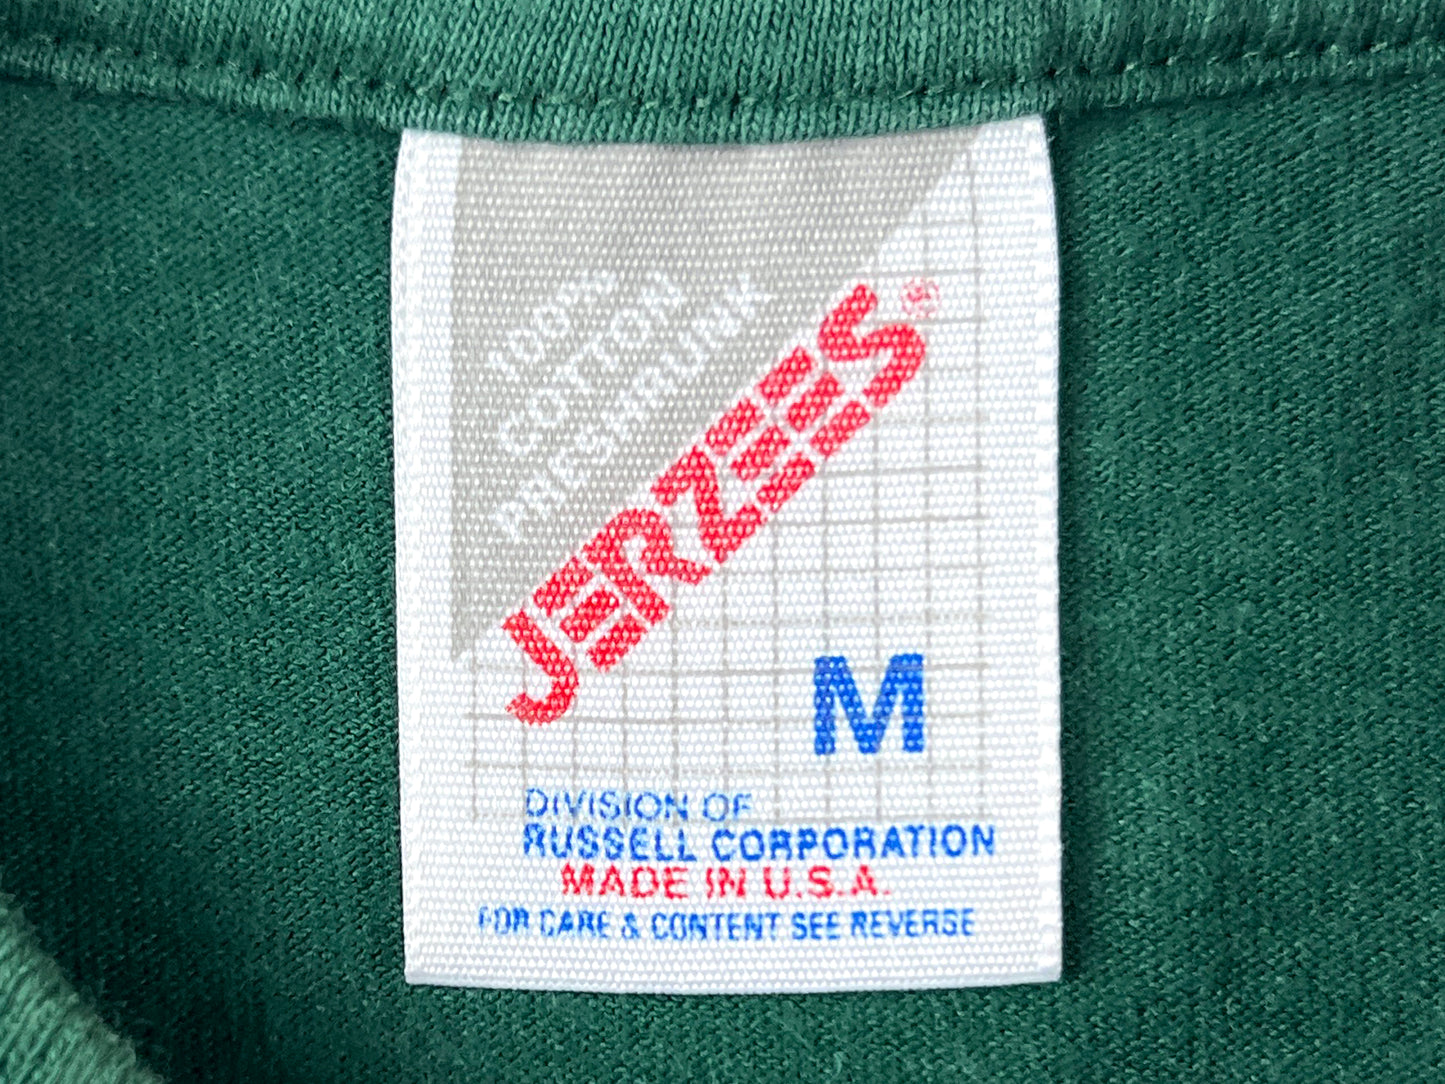 100%
COTTON
PRESHRUNK
JERZEES®
M
DIVISION OF
RUSSELL CORPORATION
MADE IN U.S.A.
FOR CARE & CONTENT SEE REVERSE